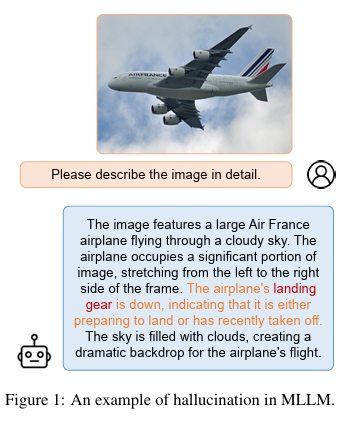 AIRFRANCE
Please describe the image in detail.
The image features a large Air France
airplane flying through a cloudy sky. The
airplane occupies a significant portion of
image, stretching from the left to the right
side of the frame. The airplane's landing
gear is down, indicating that it is either
preparing to land or has recently taken off.
The sky is filled with clouds, creating a
dramatic backdrop for the airplane's flight.
Figure 1: An example of hallucination in MLLM.